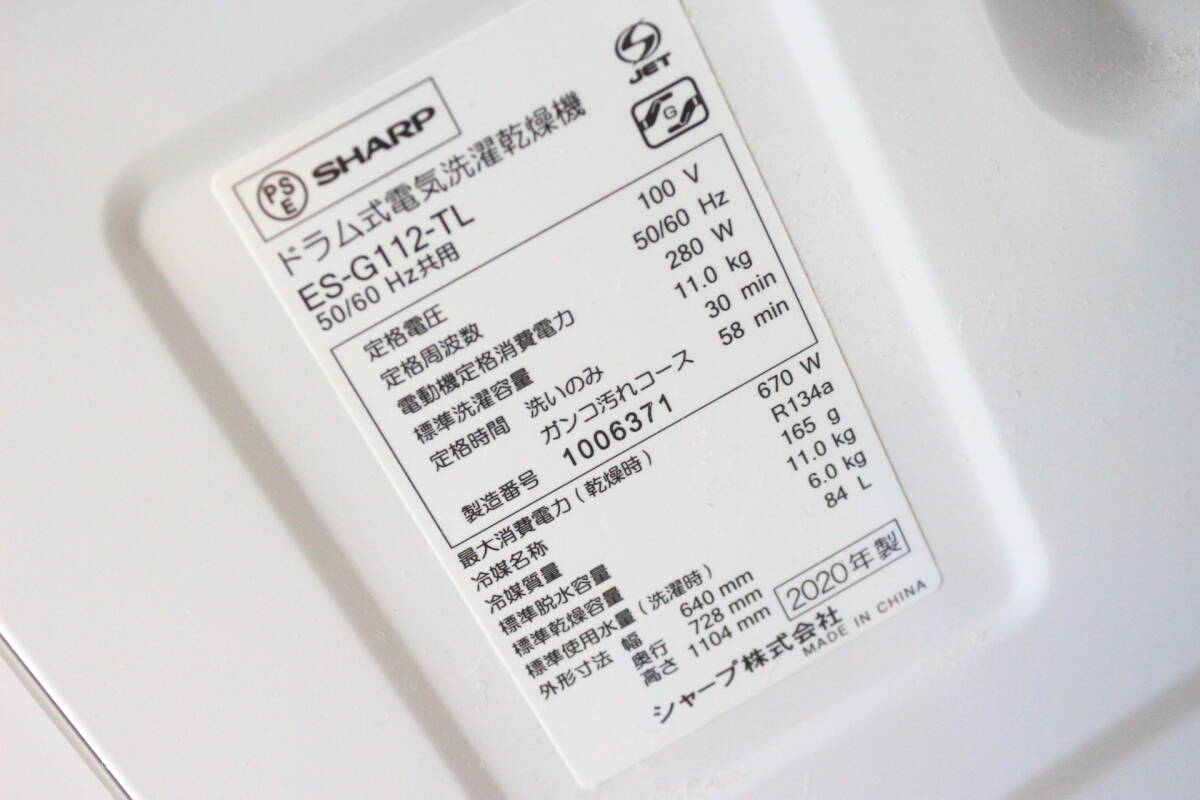 PSE SHARP
JET
S G S
ドラム式電気洗濯乾燥機
ES-G112-TL
50/60 Hz共用
定格電圧 100 V
定格周波数 50/60 Hz
電動機定格消費電力 280 W
標準洗濯容量 11.0 kg
定格時間 洗いのみ 30 min
ガンコ汚れコース 58 min
製造番号 1006371
最大消費電力(乾燥時) 670 W
冷媒名称 R134a
冷媒質量 165 g
標準脱水容量 11.0 kg
標準乾燥容量 6.0 kg
標準使用水量(洗濯時) 84 L
外形寸法 幅 640 mm
奥行 728 mm
高さ 1104 mm
2020年製
シャープ株式会社
MADE IN CHINA